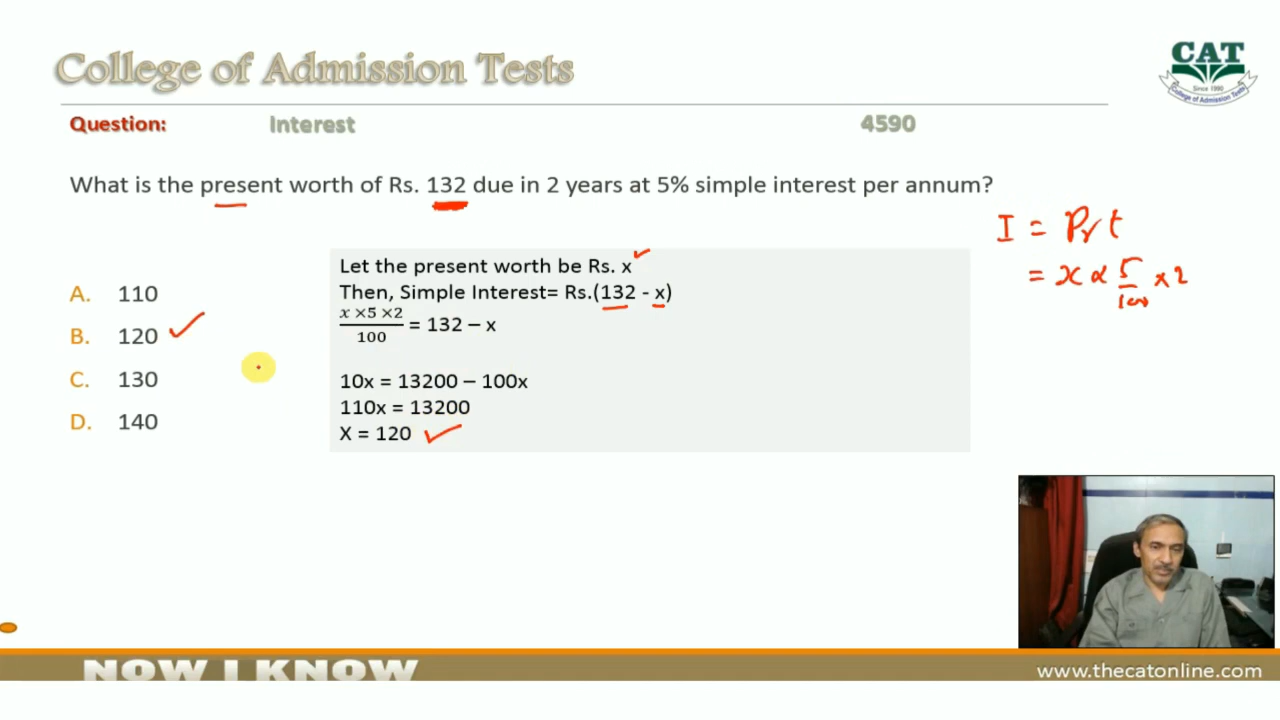 College of Admission Tests
CAT
Since 1990
College of Admission Tests
Question: Interest 4590
What is the present worth of Rs. 132 due in 2 years at 5% simple interest per annum?
I = Prt
= x × 5/100 × 2
A. 110
B. 120
C. 130
D. 140
Let the present worth be Rs. x
Then, Simple Interest= Rs.(132 - x)
x ×5 ×2
100 = 132 – x
10x = 13200 – 100x
110x = 13200
X = 120
NOW I KNOW
www.thecatonline.com